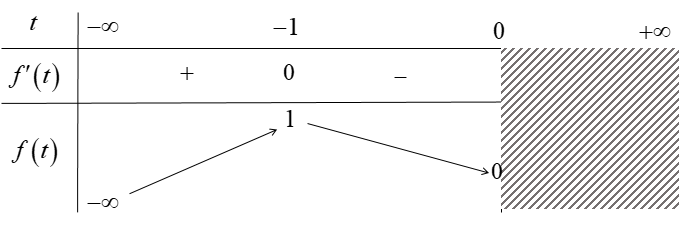 t −∞ −1 0 +∞
f′(t) + 0 −
1
f(t) 0
−∞